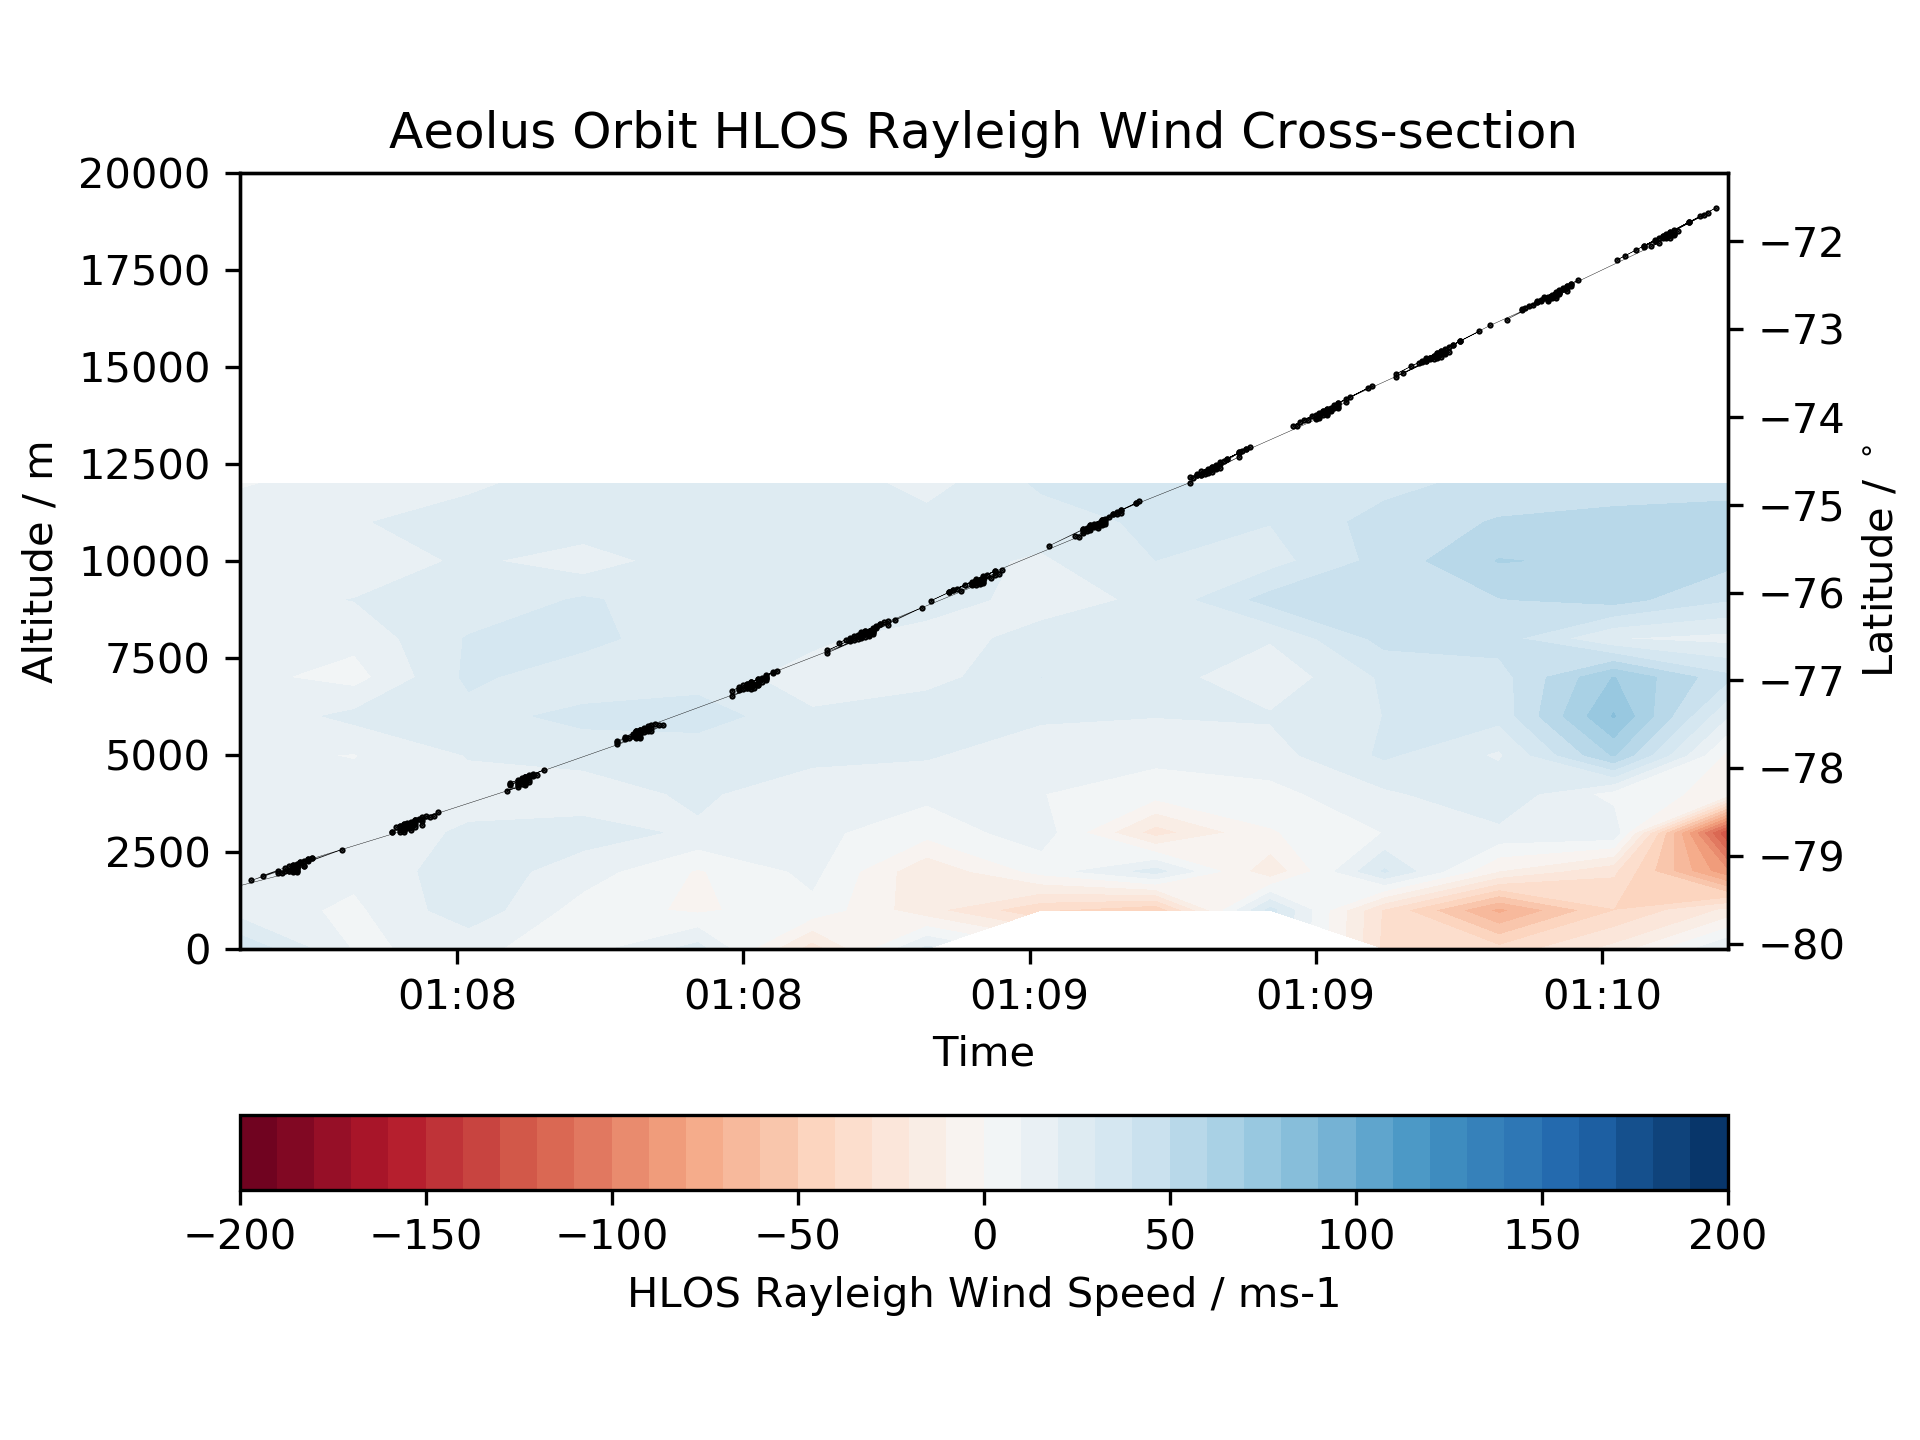 Aeolus Orbit HLOS Rayleigh Wind Cross-section
20000
17500
15000
12500
10000
7500
5000
2500
0
Altitude / m
−72
−73
−74
−75
−76
−77
−78
−79
−80
Latitude / °
01:08 01:08 01:09 01:09 01:10
Time
−200 −150 −100 −50 0 50 100 150 200
HLOS Rayleigh Wind Speed / ms-1